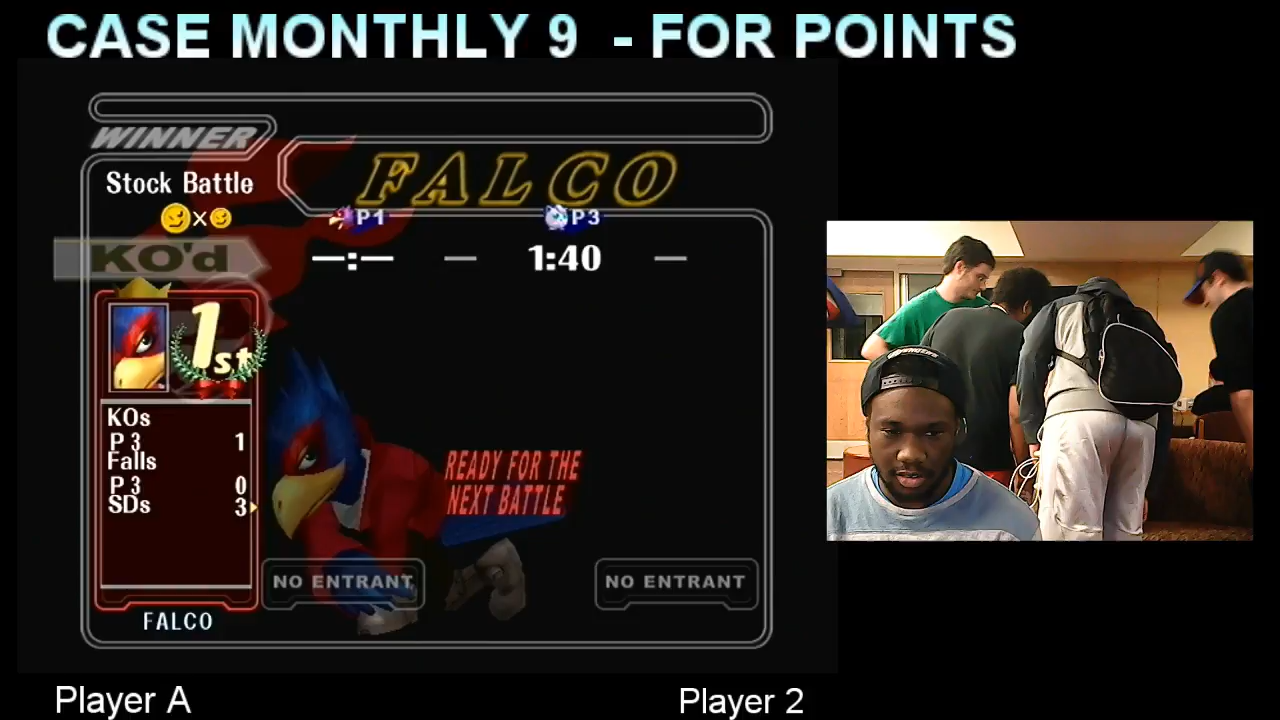 CASE MONTHLY 9 - FOR POINTS
WINNER
FALCO
Stock Battle
x
P1
P3
KO'd
—:— — 1:40 —
1st
KOs
P 3 1
Falls
P 3 0
SDs 3
READY FOR THE
NEXT BATTLE
NO ENTRANT
NO ENTRANT
FALCO
Player A
Player 2